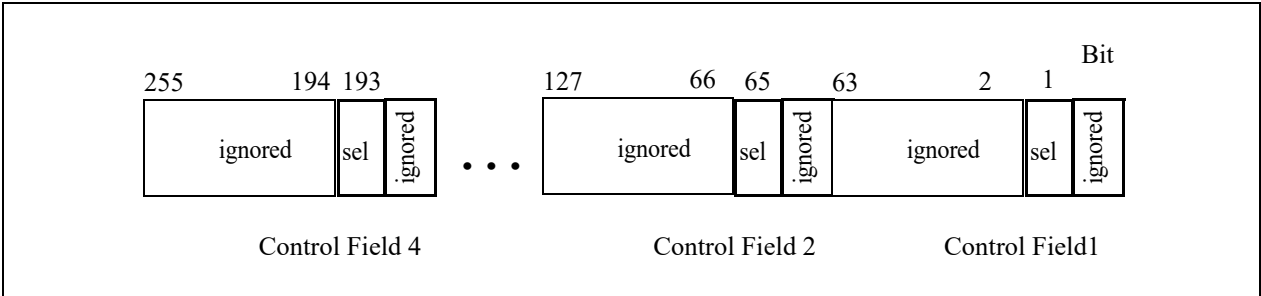 Bit
255 194 193 127 66 65 63 2 1
ignored sel ignored ... ignored sel ignored ignored sel ignored
Control Field 4 Control Field 2 Control Field1